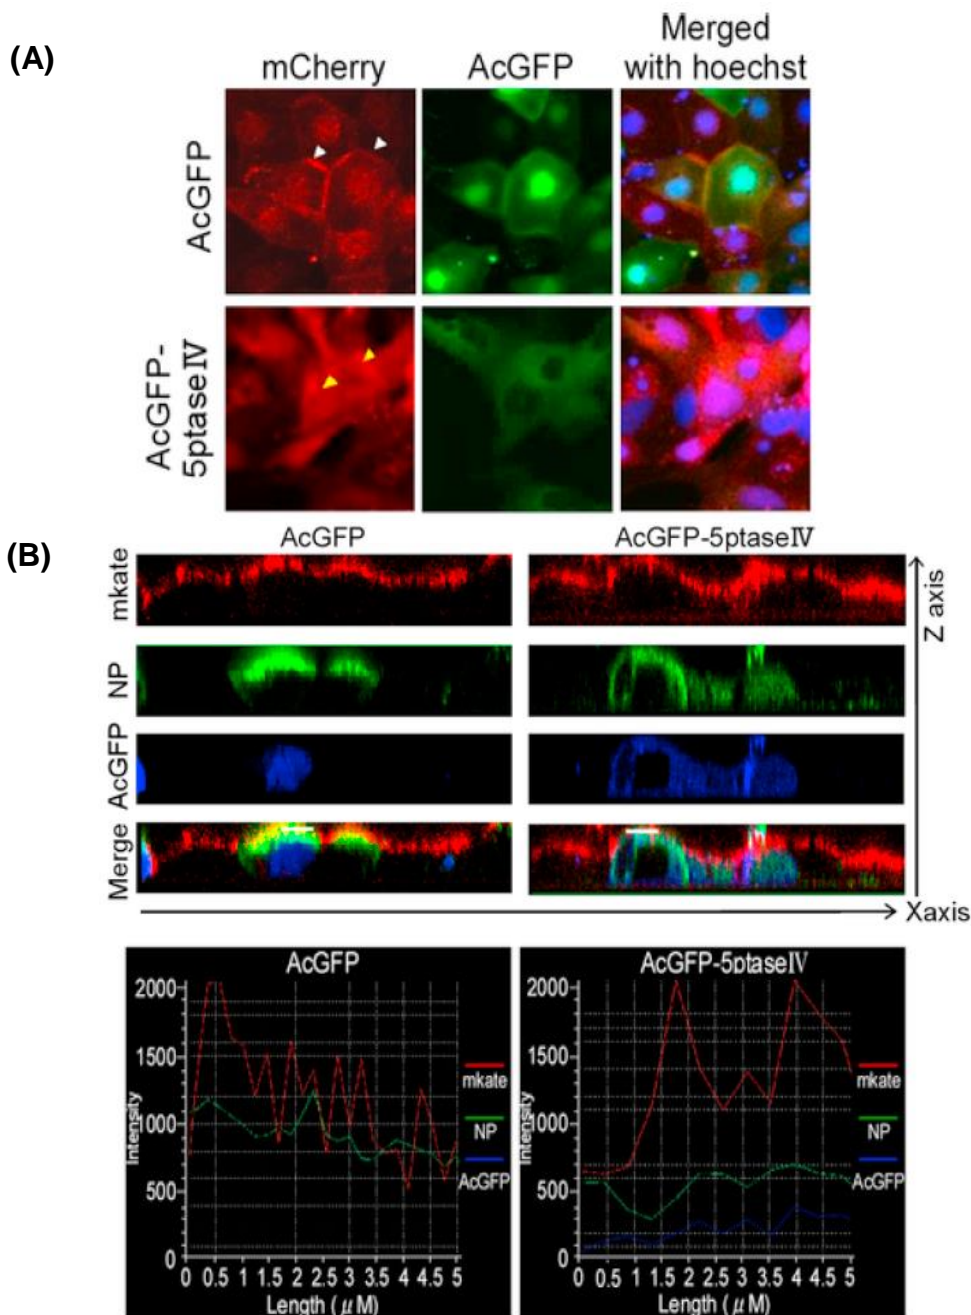 (A)
mCherry
AcGFP
Merged
with hoechst
AcGFP
AcGFP-
5ptaseⅣ
(B)
AcGFP
AcGFP-5ptaseⅣ
mkate
NP
AcGFP
Merge
Z axis
Xaxis
AcGFP
2000
1500
1000
500
0
Intensity
mkate
NP
AcGFP
0 0.5 1 1.5 2 2.5 3 3.5 4 4.5 5
Length ( μ M)
AcGFP-5ptaseⅣ
2000
1500
1000
500
0
Intensity
mkate
NP
AcGFP
0 0.5 1 1.5 2 2.5 3 3.5 4 4.5 5
Length ( μ M)